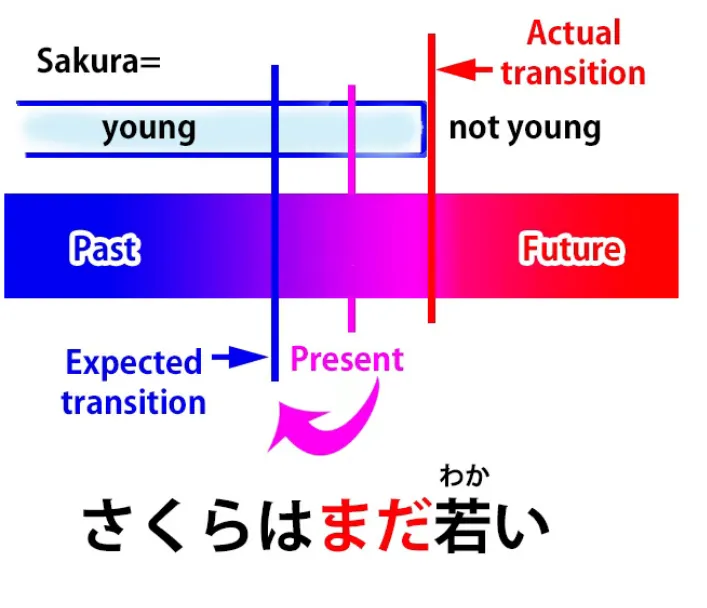 Sakura=
Actual
transition
young
not young
Past
Future
Expected
transition
Present
わか
さくらはまだ若い